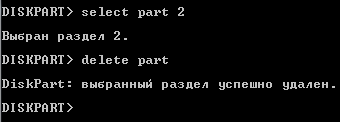 DISKPART> select part 2
Выбран раздел 2.
DISKPART> delete part
DiskPart: выбранный раздел успешно удален.
DISKPART>